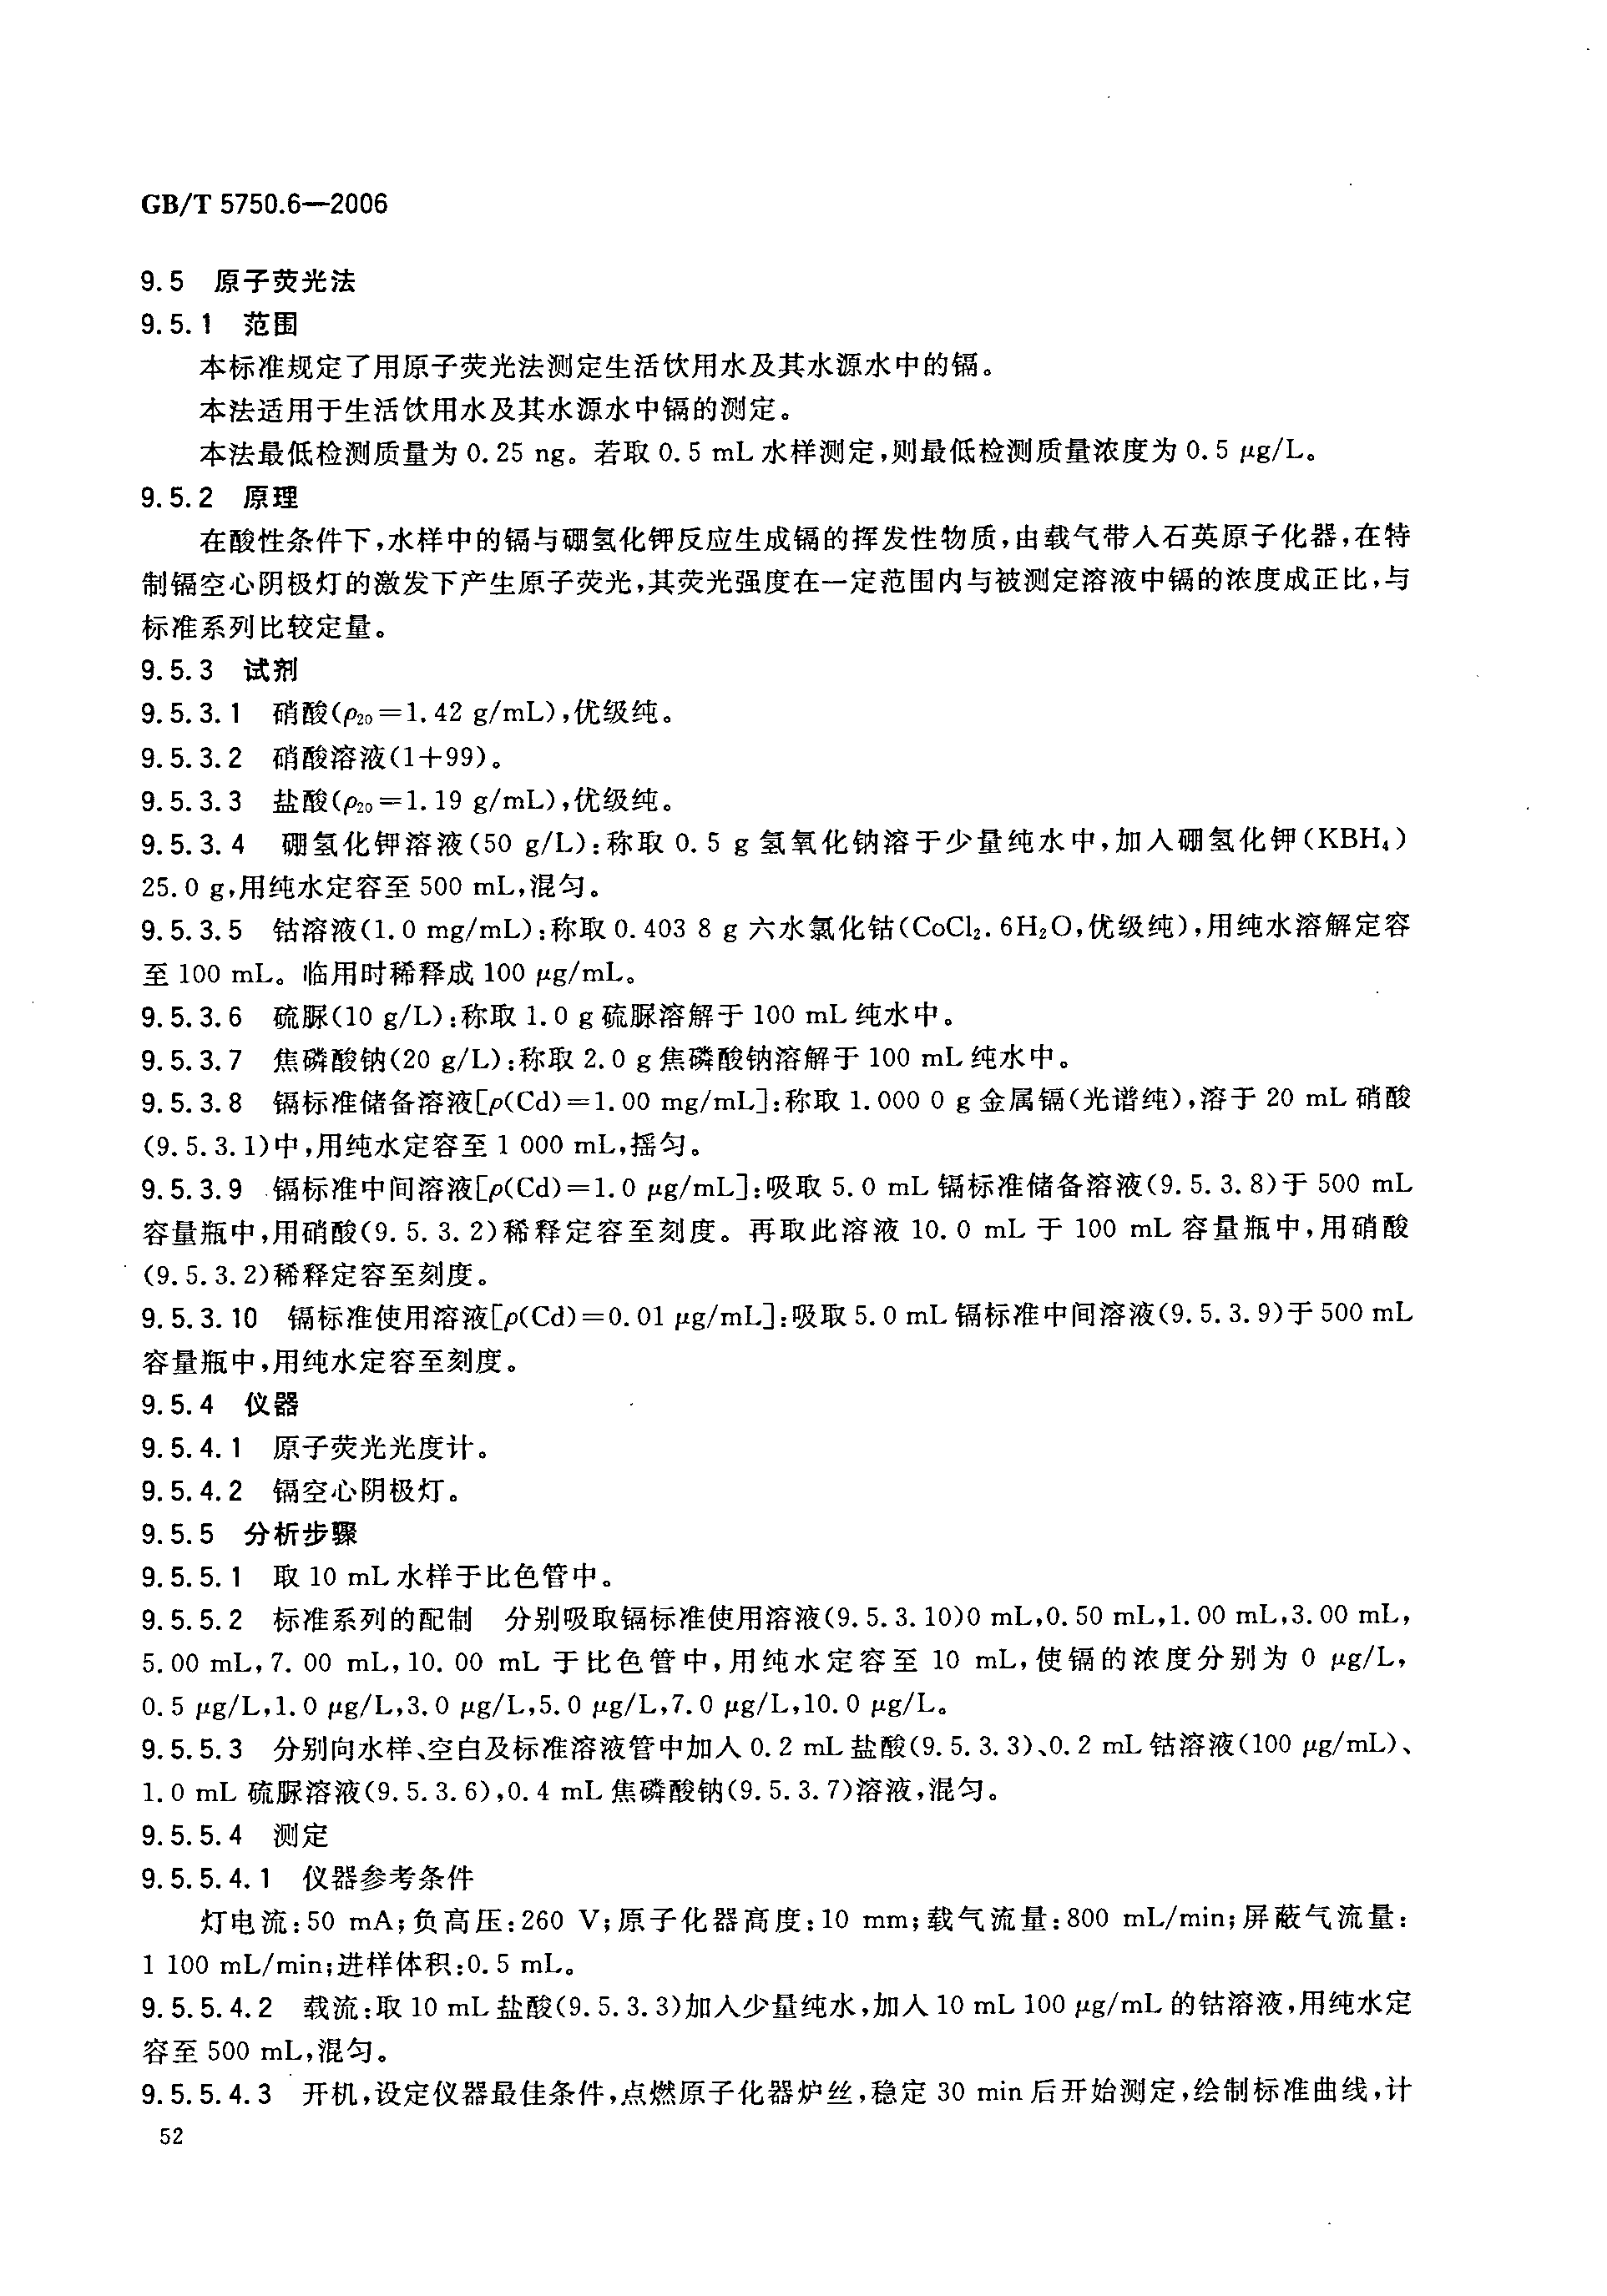 GB/T 5750.6—2006
9.5 原子荧光法
9.5.1 范围
本标准规定了用原子荧光法测定生活饮用水及其水源水中的镉。
本法适用于生活饮用水及其水源水中镉的测定。
本法最低检测质量为 0.25 ng。若取 0.5 mL 水样测定,则最低检测质量浓度为 0.5 μg/L。
9.5.2 原理
在酸性条件下,水样中的镉与硼氢化钾反应生成镉的挥发性物质,由载气带入石英原子化器,在特
制镉空心阴极灯的激发下产生原子荧光,其荧光强度在一定范围内与被测定溶液中镉的浓度成正比,与
标准系列比较定量。
9.5.3 试剂
9.5.3.1 硝酸(ρ₂₀=1.42 g/mL),优级纯。
9.5.3.2 硝酸溶液(1+99)。
9.5.3.3 盐酸(ρ₂₀=1.19 g/mL),优级纯。
9.5.3.4 硼氢化钾溶液(50 g/L):称取 0.5 g 氢氧化钠溶于少量纯水中,加入硼氢化钾(KBH₄)
25.0 g,用纯水定容至 500 mL,混匀。
9.5.3.5 钴溶液(1.0 mg/mL):称取 0.403 8 g 六水氯化钴(CoCl₂.6H₂O,优级纯),用纯水溶解定容
至 100 mL。临用时稀释成 100 μg/mL。
9.5.3.6 硫脲(10 g/L):称取 1.0 g 硫脲溶解于 100 mL 纯水中。
9.5.3.7 焦磷酸钠(20 g/L):称取 2.0 g 焦磷酸钠溶解于 100 mL 纯水中。
9.5.3.8 镉标准储备溶液[ρ(Cd)=1.00 mg/mL]:称取 1.000 0 g 金属镉(光谱纯),溶于 20 mL 硝酸
(9.5.3.1)中,用纯水定容至 1 000 mL,摇匀。
9.5.3.9 镉标准中间溶液[ρ(Cd)=1.0 μg/mL]:吸取 5.0 mL 镉标准储备溶液(9.5.3.8)于 500 mL
容量瓶中,用硝酸(9.5.3.2)稀释定容至刻度。再取此溶液 10.0 mL 于 100 mL 容量瓶中,用硝酸
(9.5.3.2)稀释定容至刻度。
9.5.3.10 镉标准使用溶液[ρ(Cd)=0.01 μg/mL]:吸取 5.0 mL 镉标准中间溶液(9.5.3.9)于 500 mL
容量瓶中,用纯水定容至刻度。
9.5.4 仪器
9.5.4.1 原子荧光光度计。
9.5.4.2 镉空心阴极灯。
9.5.5 分析步骤
9.5.5.1 取 10 mL 水样于比色管中。
9.5.5.2 标准系列的配制 分别吸取镉标准使用溶液(9.5.3.10)0 mL,0.50 mL,1.00 mL,3.00 mL,
5.00 mL,7.00 mL,10.00 mL 于比色管中,用纯水定容至 10 mL,使镉的浓度分别为 0 μg/L,
0.5 μg/L,1.0 μg/L,3.0 μg/L,5.0 μg/L,7.0 μg/L,10.0 μg/L。
9.5.5.3 分别向水样、空白及标准溶液管中加入 0.2 mL 盐酸(9.5.3.3)、0.2 mL 钴溶液(100 μg/mL)、
1.0 mL 硫脲溶液(9.5.3.6),0.4 mL 焦磷酸钠(9.5.3.7)溶液,混匀。
9.5.5.4 测定
9.5.5.4.1 仪器参考条件
灯电流:50 mA;负高压:260 V;原子化器高度:10 mm;载气流量:800 mL/min;屏蔽气流量:
1 100 mL/min;进样体积:0.5 mL。
9.5.5.4.2 载流:取 10 mL 盐酸(9.5.3.3)加入少量纯水,加入 10 mL 100 μg/mL 的钴溶液,用纯水定
容至 500 mL,混匀。
9.5.5.4.3 开机,设定仪器最佳条件,点燃原子化器炉丝,稳定 30 min 后开始测定,绘制标准曲线,计
52